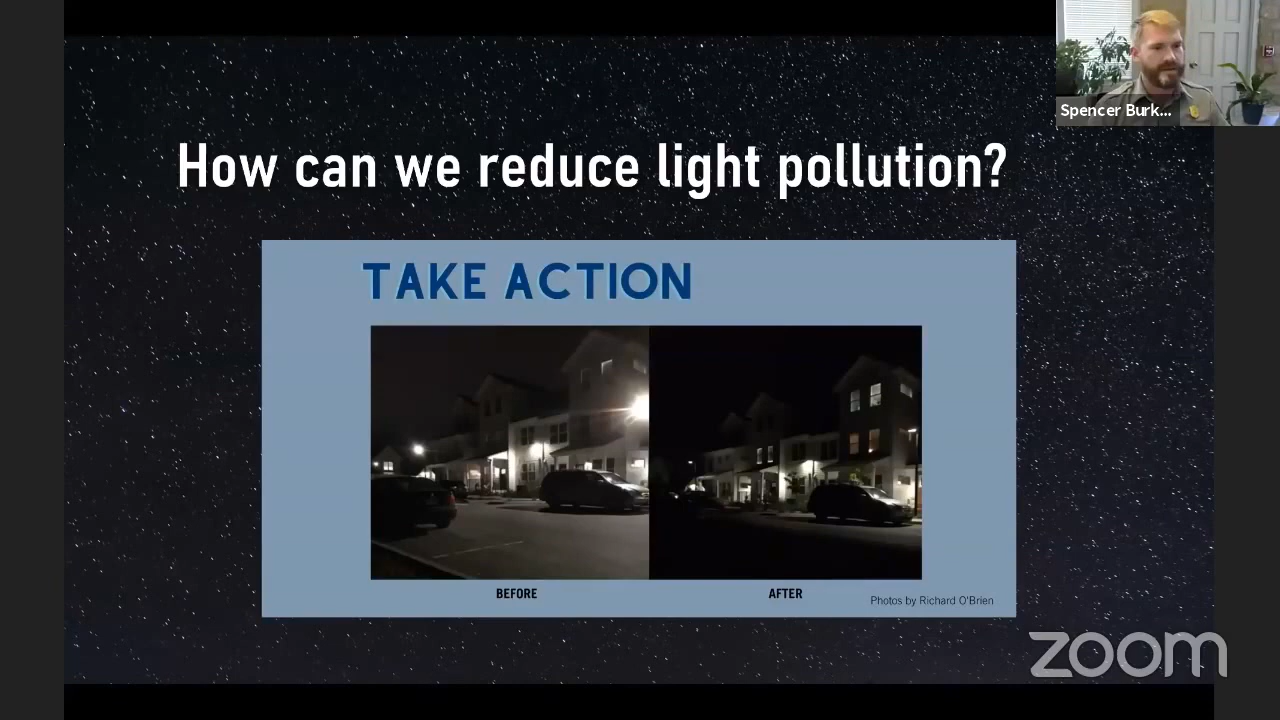 Spencer Burk...
How can we reduce light pollution?
TAKE ACTION
BEFORE
AFTER
Photos by Richard O'Brien
zoom